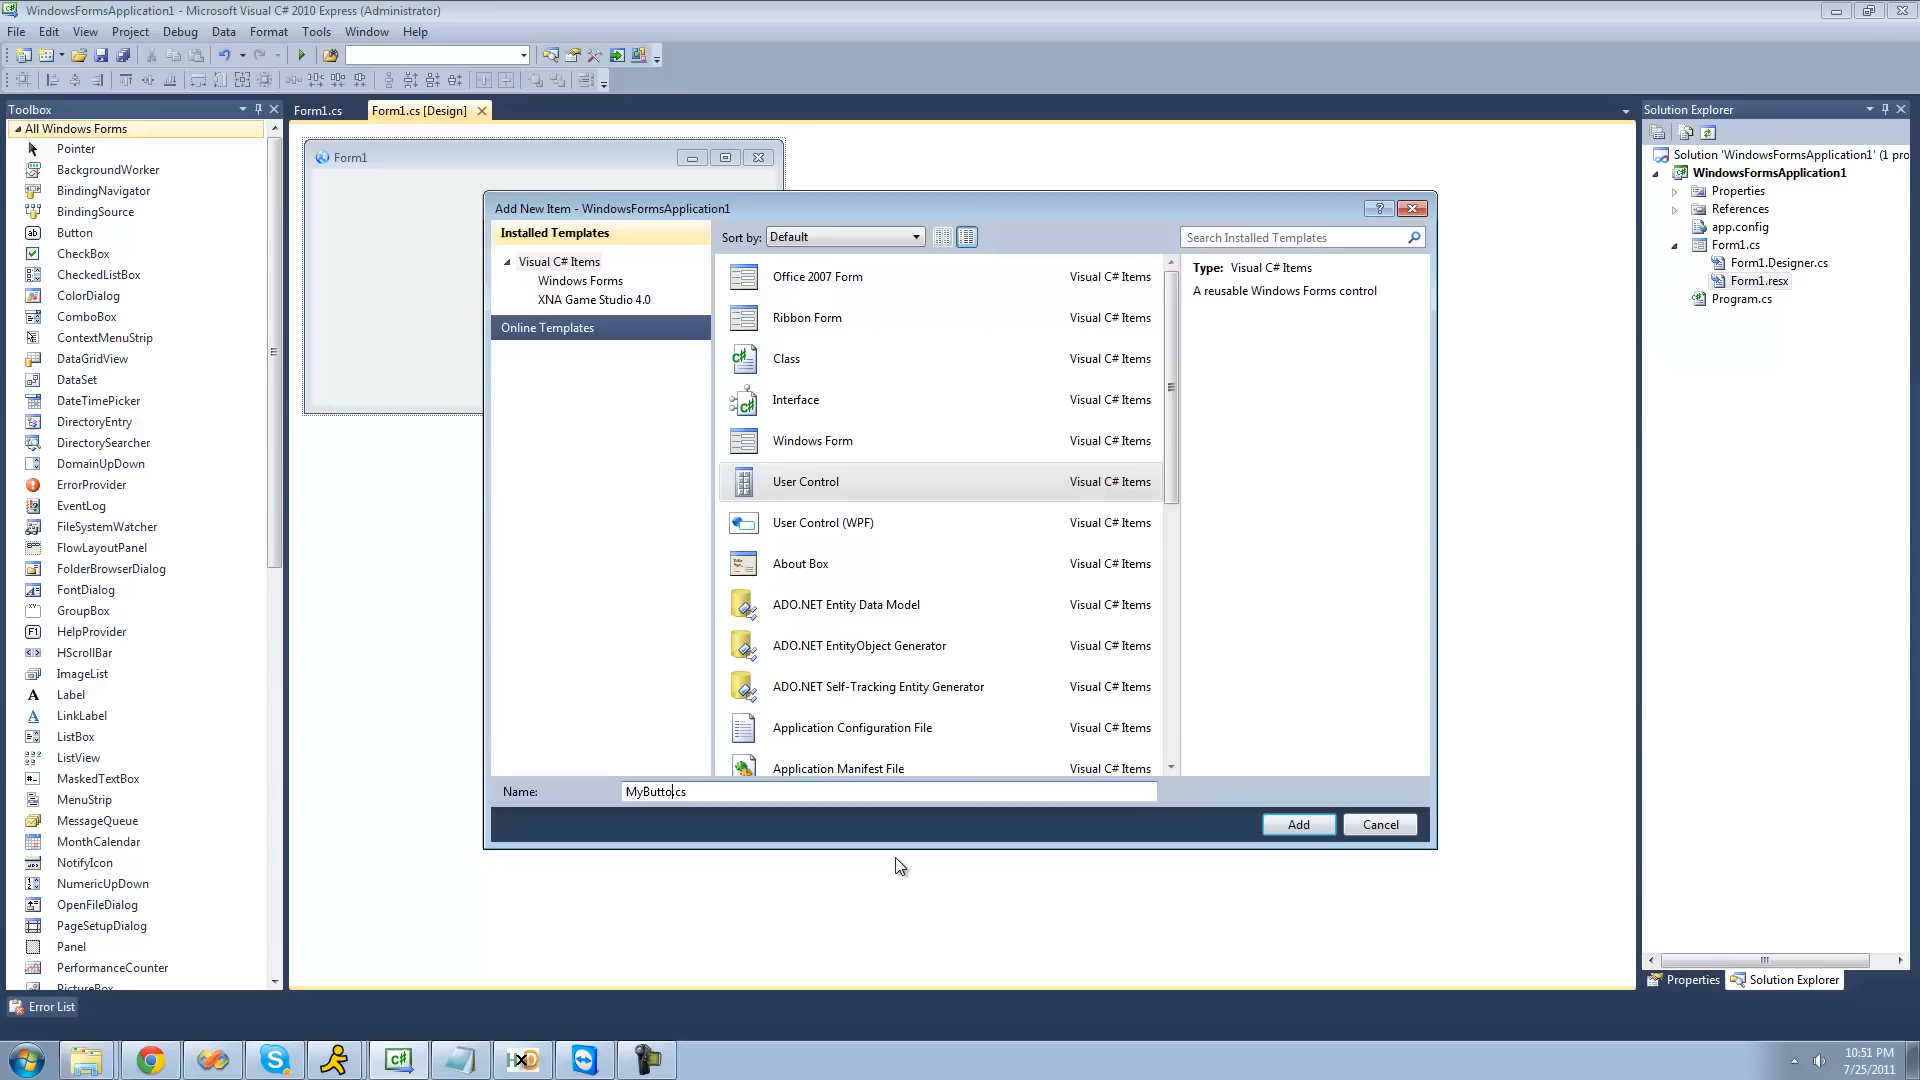 WindowsFormsApplication1 - Microsoft Visual C# 2010 Express (Administrator)
File Edit View Project Debug Data Format Tools Window Help
Toolbox
All Windows Forms
Pointer
BackgroundWorker
BindingNavigator
BindingSource
Button
CheckBox
CheckedListBox
ColorDialog
ComboBox
ContextMenuStrip
DataGridView
DataSet
DateTimePicker
DirectoryEntry
DirectorySearcher
DomainUpDown
ErrorProvider
EventLog
FileSystemWatcher
FlowLayoutPanel
FolderBrowserDialog
FontDialog
GroupBox
HelpProvider
HScrollBar
ImageList
Label
LinkLabel
ListBox
ListView
MaskedTextBox
MenuStrip
MessageQueue
MonthCalendar
NotifyIcon
NumericUpDown
OpenFileDialog
PageSetupDialog
Panel
PerformanceCounter
PictureBox
Error List
Form1.cs Form1.cs [Design]
Form1
Add New Item - WindowsFormsApplication1
Installed Templates
Visual C# Items
Windows Forms
XNA Game Studio 4.0
Online Templates
Sort by: Default
Search Installed Templates
Office 2007 Form Visual C# Items
Ribbon Form Visual C# Items
Class Visual C# Items
Interface Visual C# Items
Windows Form Visual C# Items
User Control Visual C# Items
User Control (WPF) Visual C# Items
About Box Visual C# Items
ADO.NET Entity Data Model Visual C# Items
ADO.NET EntityObject Generator Visual C# Items
ADO.NET Self-Tracking Entity Generator Visual C# Items
Application Configuration File Visual C# Items
Application Manifest File Visual C# Items
Type: Visual C# Items
A reusable Windows Forms control
Name: MyButto.cs
Add Cancel
Solution Explorer
Solution 'WindowsFormsApplication1' (1 pro
WindowsFormsApplication1
Properties
References
app.config
Form1.cs
Form1.Designer.cs
Form1.resx
Program.cs
Properties Solution Explorer
10:51 PM
7/25/2011